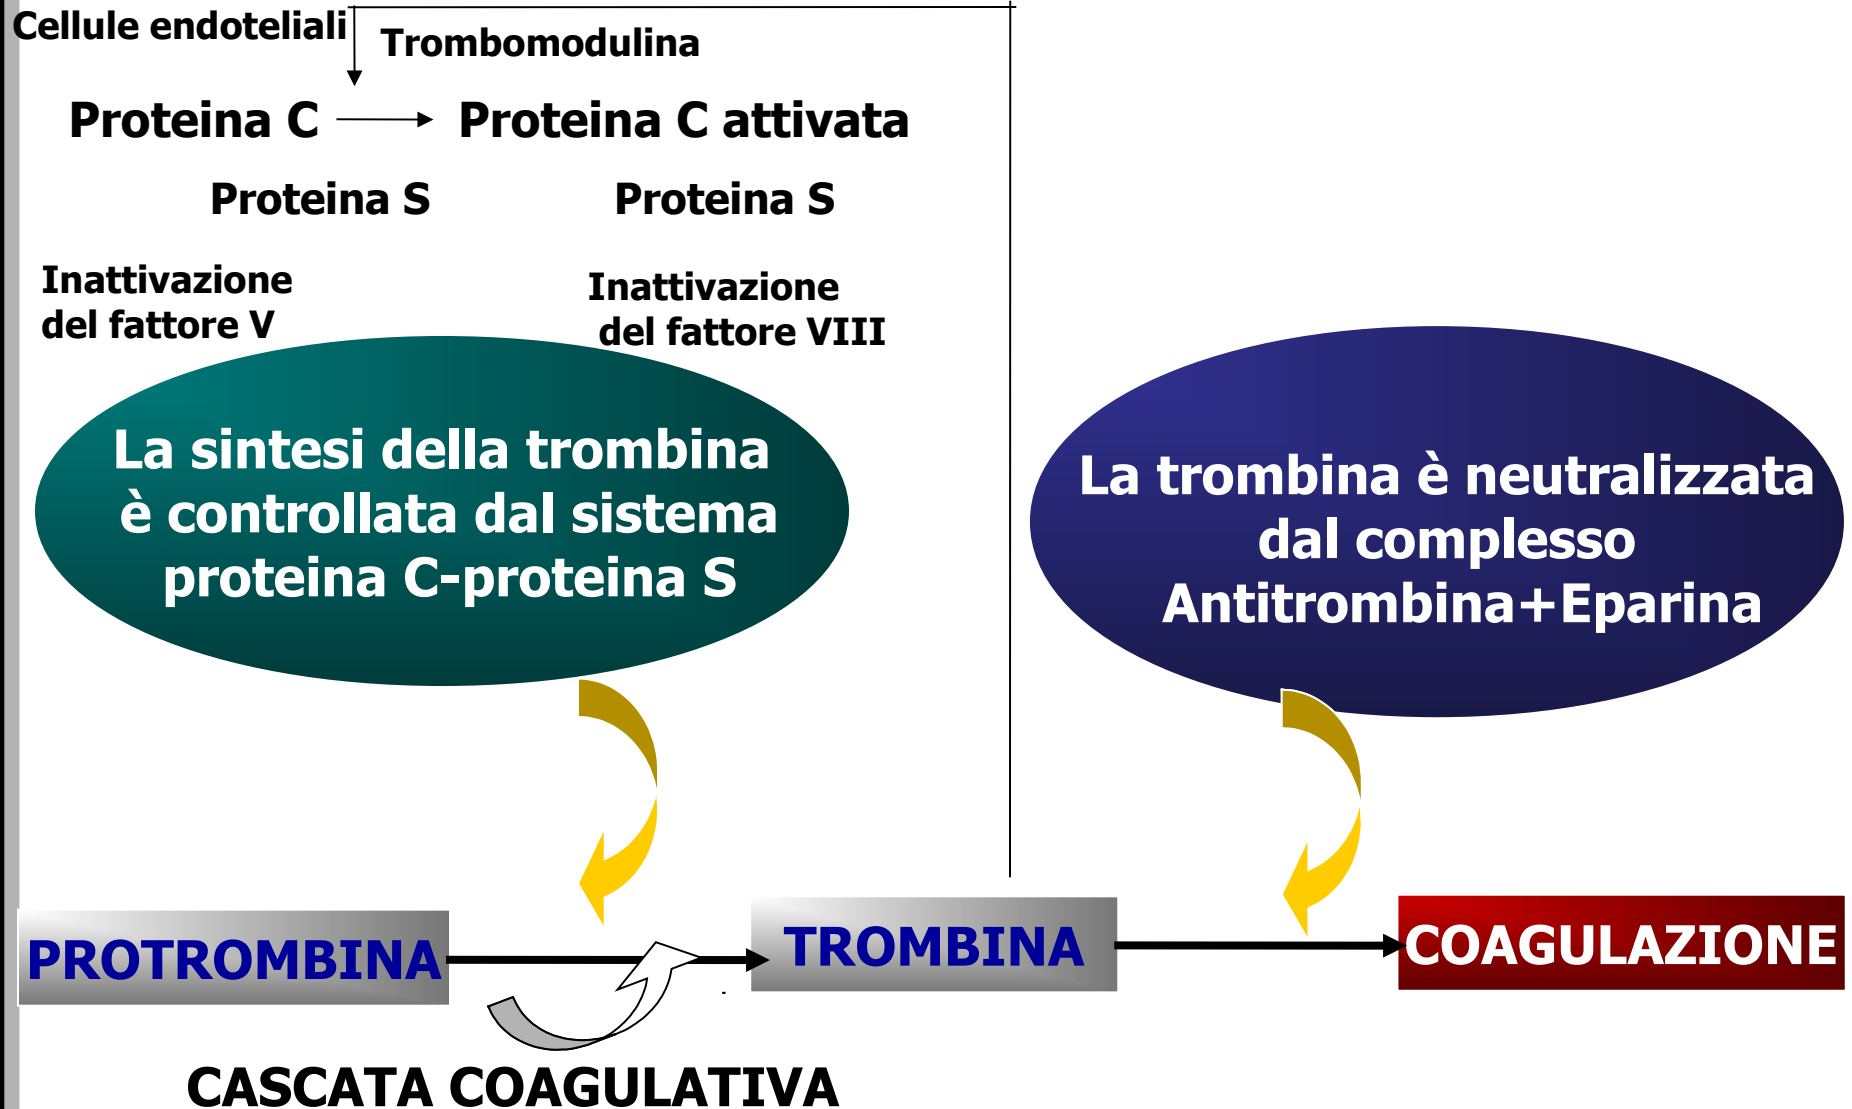 Cellule endoteliali
Trombomodulina
Proteina C
Proteina C attivata
Proteina S
Proteina S
Inattivazione
del fattore V
Inattivazione
del fattore VIII
La sintesi della trombina
è controllata dal sistema
proteina C-proteina S
La trombina è neutralizzata
dal complesso
Antitrombina+Eparina
PROTROMBINA
TROMBINA
COAGULAZIONE
CASCATA COAGULATIVA